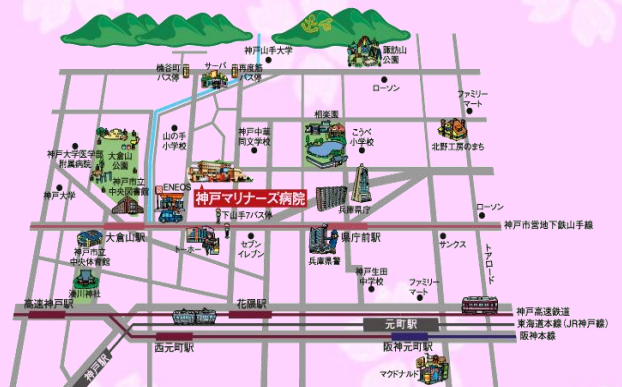 神戸山手大学
諏訪山
公園
楠谷町
バス停
サーバ
再度筋
バス停
ローソン
ファミリー
マート
相楽園
山の手
小学校
神戸中華
同文学校
こうべ
小学校
北野工房のまち
神戸大学医学部
附属病院
大倉山
公園
神戸大学
神戸市立
中央図書館
ENEOS
神戸マリナーズ病院
兵庫県庁
ローソン
下山手7バス停
神戸市営地下鉄山手線
大倉山駅
県庁前駅
神戸市立
中央体育館
トーホー
セブン
イレブン
兵庫県警
サンクス
トアロード
湊川神社
神戸生田
中学校
ファミリー
マート
高速神戸駅
花隈駅
神戸高速鉄道
元町駅
東海道本線(JR神戸線)
西元町駅
阪神元町駅
阪神本線
神戸駅
マクドナルド